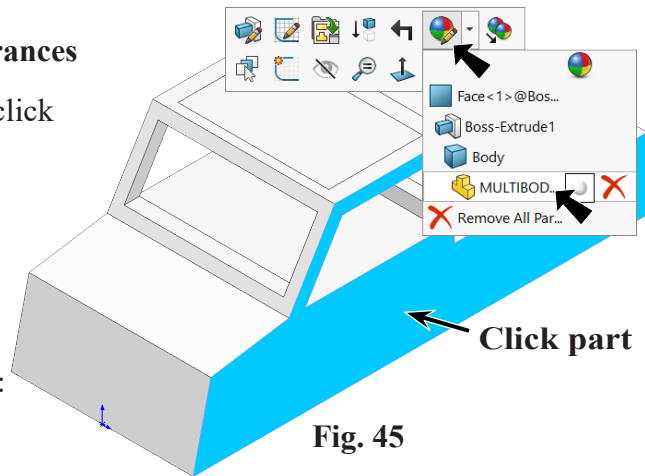 rances
click
Face<1>@Bos...
Boss-Extrude1
Body
MULTIBOD...
Remove All Par...
Click part
:
Fig. 45